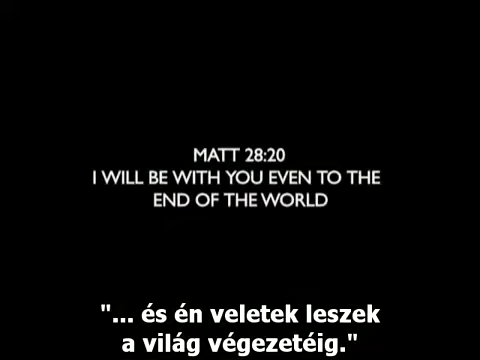 MATT 28:20
I WILL BE WITH YOU EVEN TO THE
END OF THE WORLD
"... és én veletek leszek
a világ végezetéig."